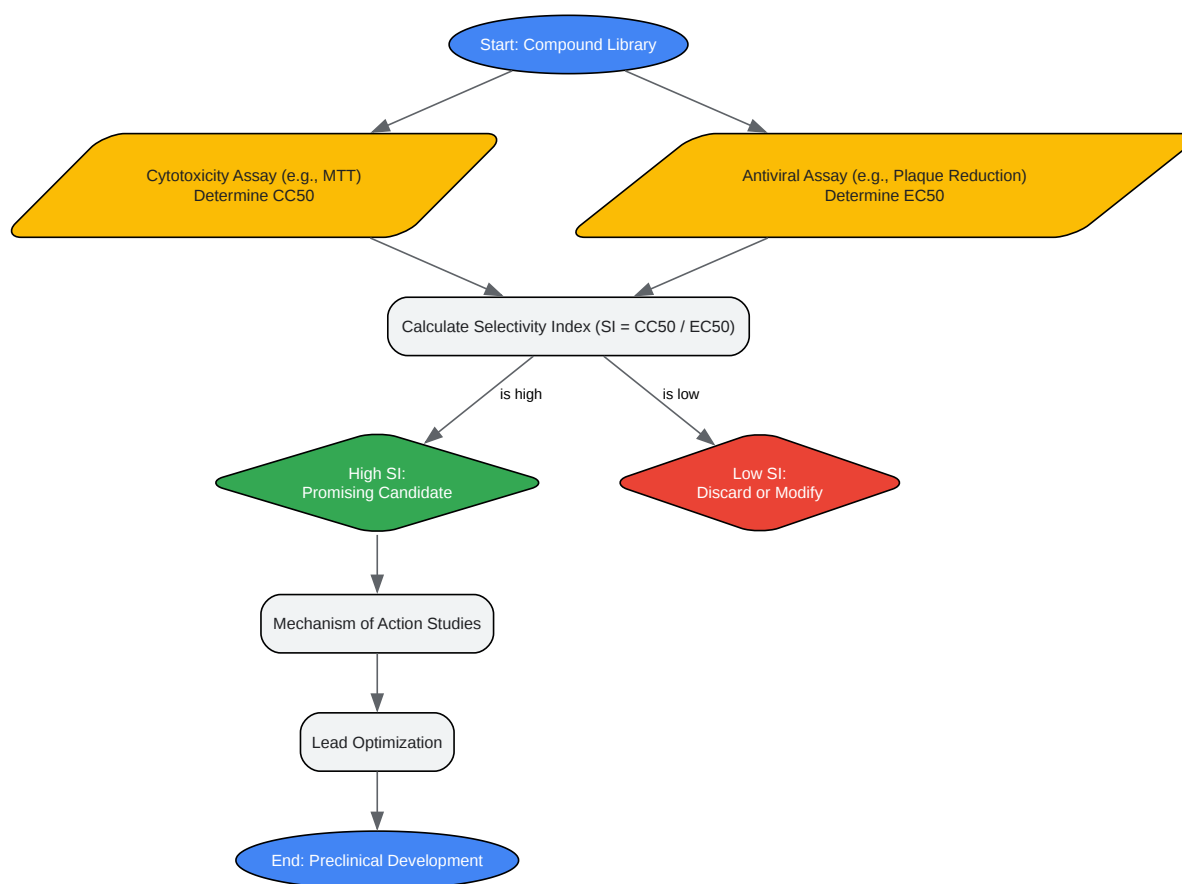 Start: Compound Library
Cytotoxicity Assay (e.g., MTT)
Determine CC50
Antiviral Assay (e.g., Plaque Reduction)
Determine EC50
Calculate Selectivity Index (SI = CC50 / EC50)
is high
is low
High SI:
Promising Candidate
Low SI:
Discard or Modify
Mechanism of Action Studies
Lead Optimization
End: Preclinical Development